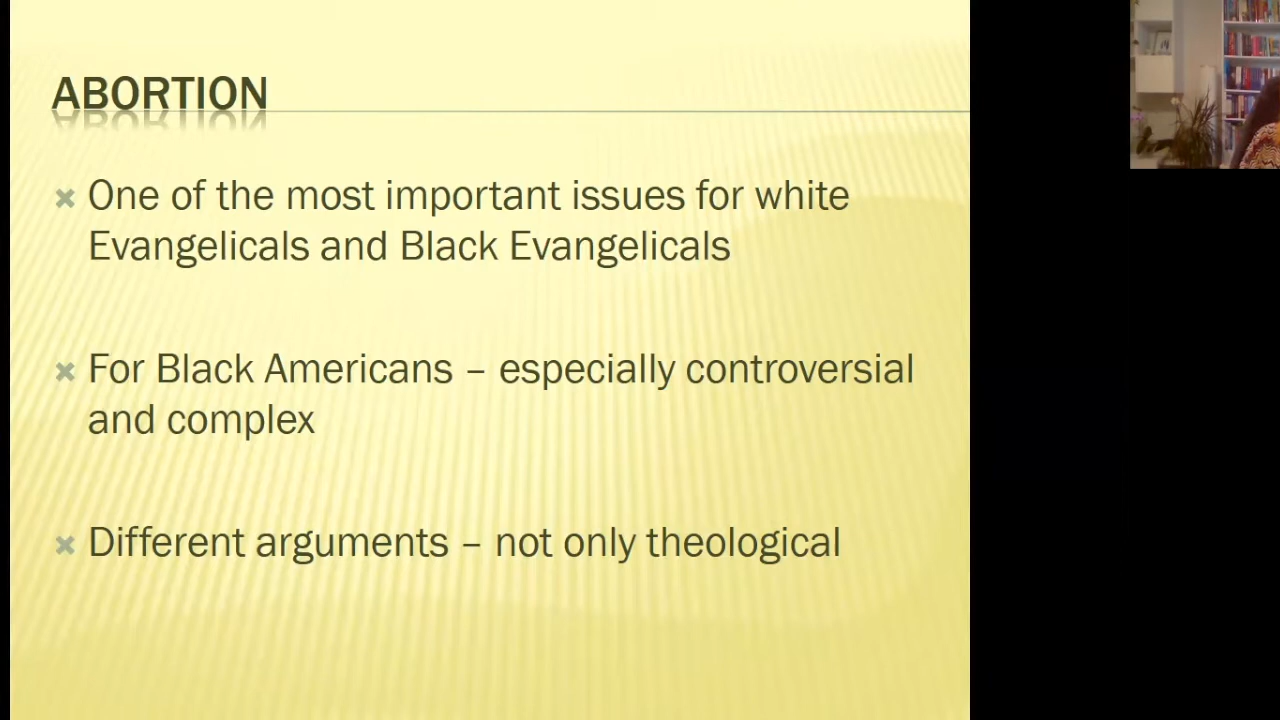 ABORTION
One of the most important issues for white
Evangelicals and Black Evangelicals
For Black Americans – especially controversial
and complex
Different arguments – not only theological